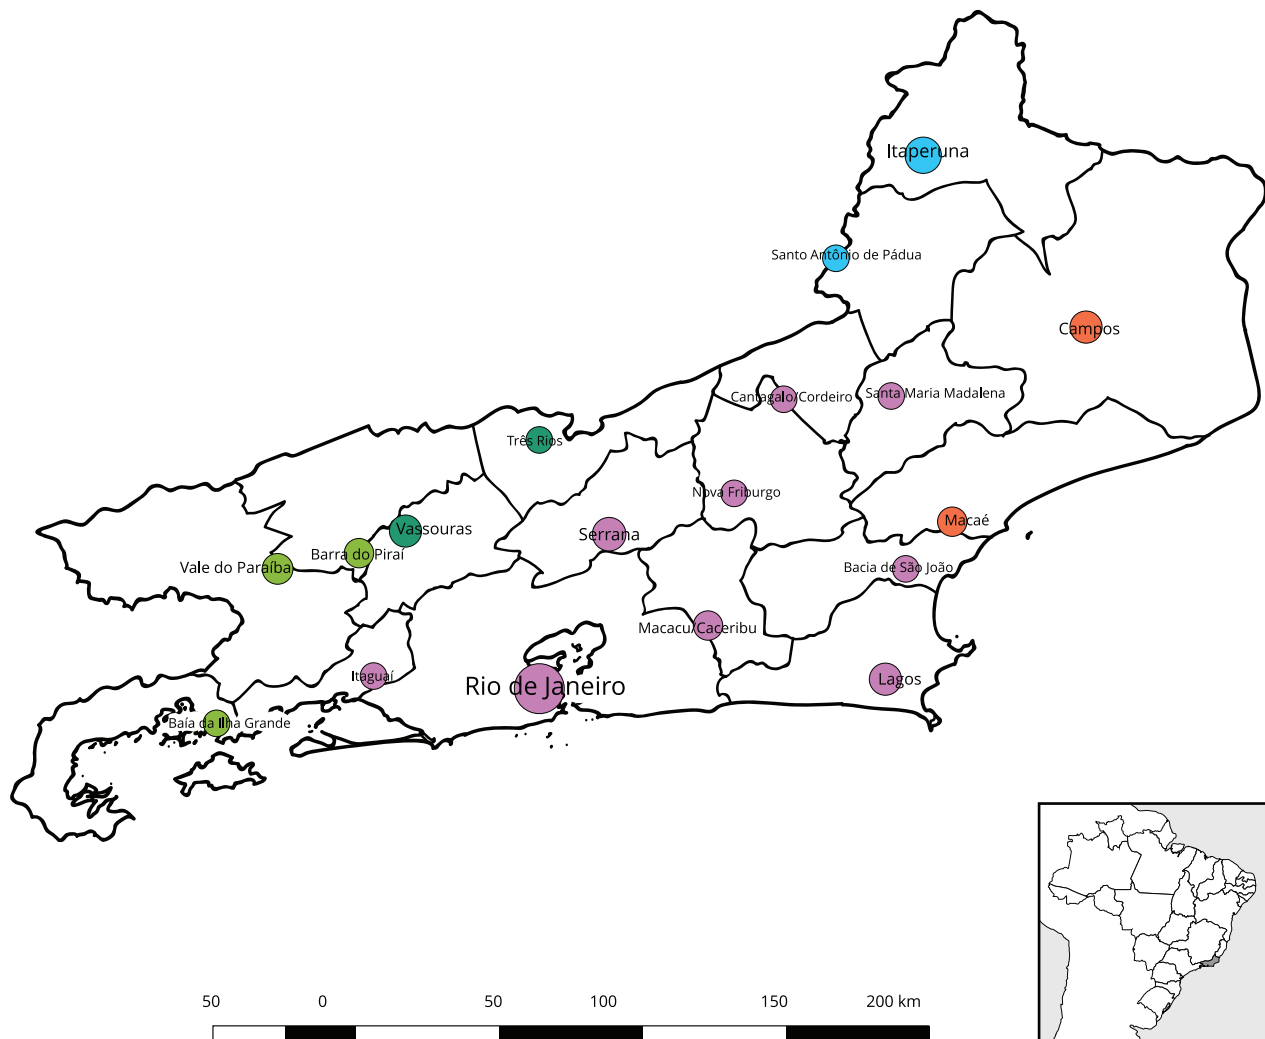 Itaperuna
Santo Antônio de Pádua
Campos
Cantagalo/Cordeiro
Santa Maria Madalena
Três Rios
Nova Friburgo
Macaé
Vassouras
Serrana
Barra do Piraí
Vale do Paraíba
Bacia de São João
Macacu/Caceribu
Itaguaí
Rio de Janeiro
Lagos
Baía da Ilha Grande
50 0 50 100 150 200 km